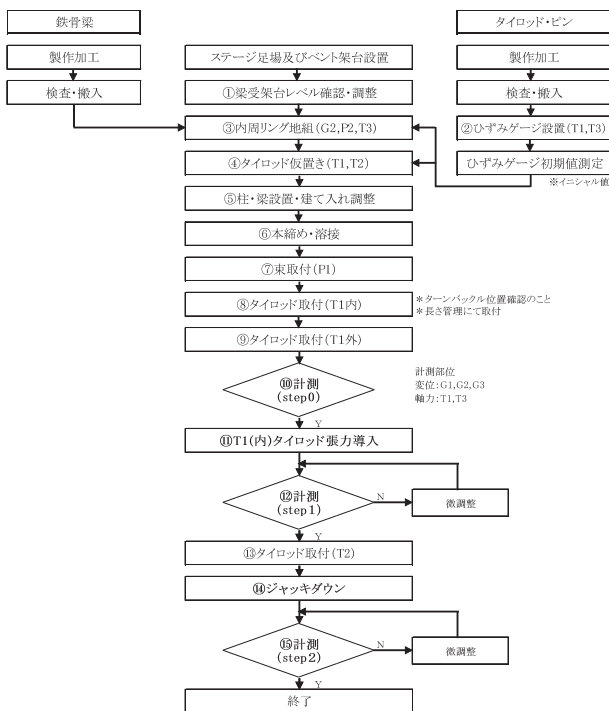 鉄骨梁
タイロッド・ピン
製作加工
ステージ足場及びベント架台設置
製作加工
検査・搬入
①梁受架台レベル確認・調整
検査・搬入
③内周リング地組(G2,P2,T3)
②ひずみゲージ設置(T1,T3)
④タイロッド仮置き(T1,T2)
ひずみゲージ初期値測定
※イニシャル値
⑤柱・梁設置・建て入れ調整
⑥本締め・溶接
⑦束取付(P1)
⑧タイロッド取付(T1内)
＊ターンバックル位置確認のこと
＊長さ管理にて取付
⑨タイロッド取付(T1外)
⑩計測
(step0)
計測部位
変位:G1,G2,G3
軸力:T1,T3
Y
⑪T1(内)タイロッド張力導入
⑫計測
(step1)
N
微調整
Y
⑬タイロッド取付(T2)
⑭ジャッキダウン
⑮計測
(step2)
N
微調整
Y
終了